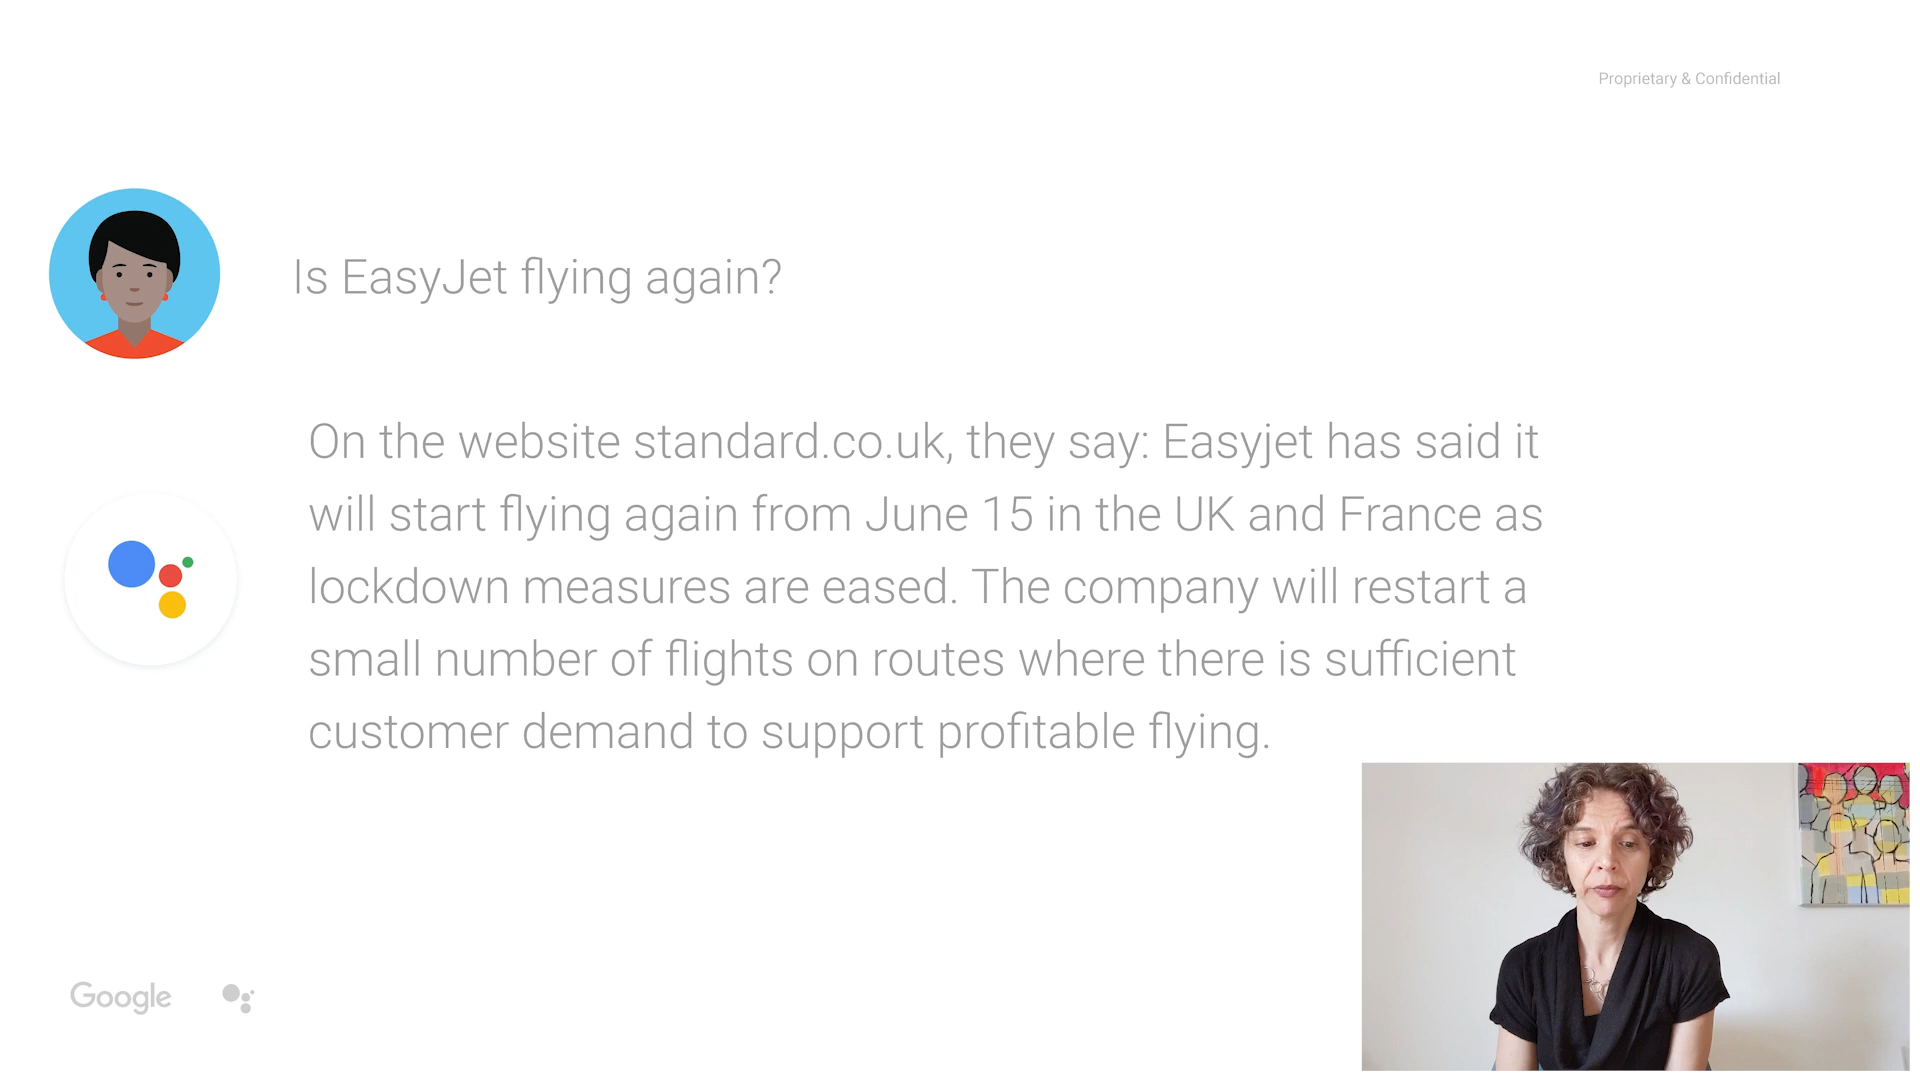 Proprietary & Confidential
Is EasyJet flying again?
On the website standard.co.uk, they say: Easyjet has said it
will start flying again from June 15 in the UK and France as
lockdown measures are eased. The company will restart a
small number of flights on routes where there is sufficient
customer demand to support profitable flying.
Google